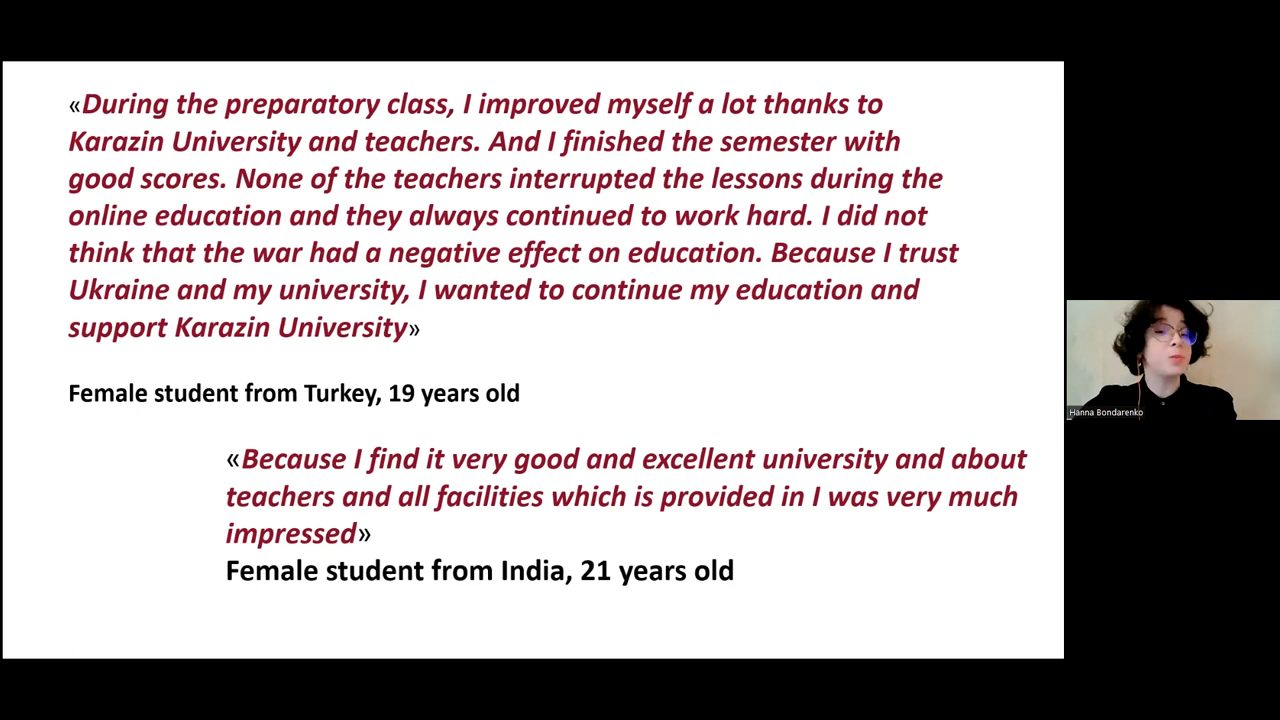 «During the preparatory class, I improved myself a lot thanks to
Karazin University and teachers. And I finished the semester with
good scores. None of the teachers interrupted the lessons during the
online education and they always continued to work hard. I did not
think that the war had a negative effect on education. Because I trust
Ukraine and my university, I wanted to continue my education and
support Karazin University»
Female student from Turkey, 19 years old
«Because I find it very good and excellent university and about
teachers and all facilities which is provided in I was very much
impressed»
Female student from India, 21 years old
Hanna Bondarenko